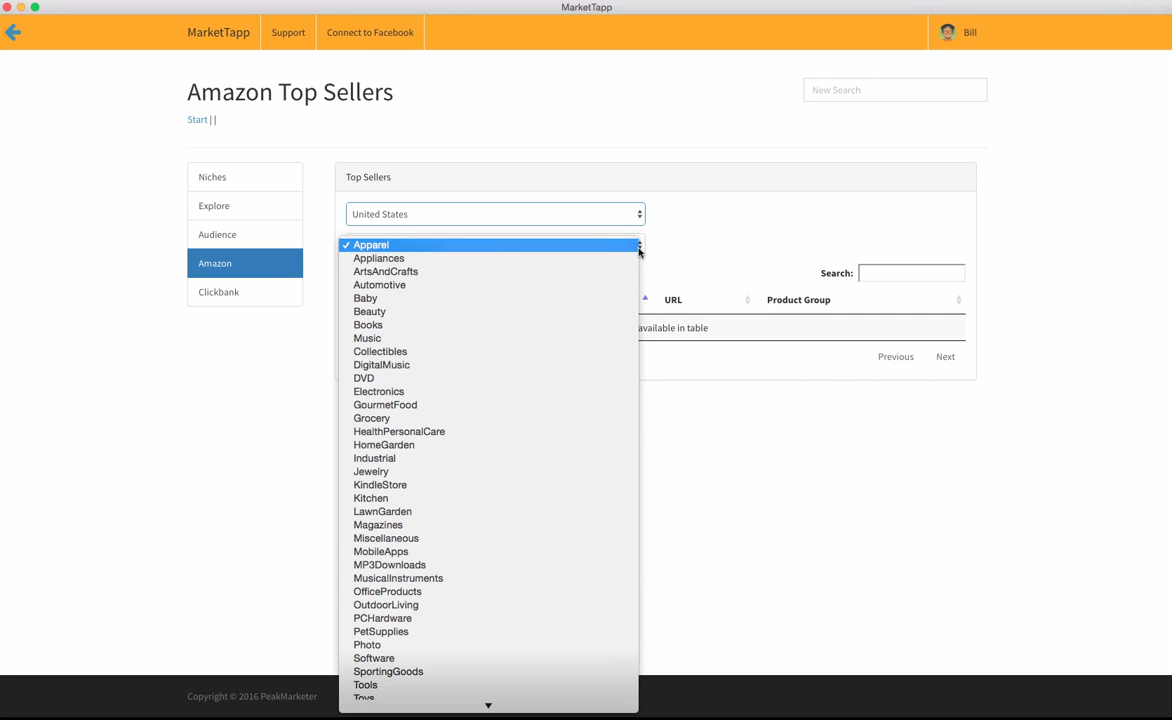 MarketTapp
MarketTapp
Support
Connect to Facebook
Bill
Amazon Top Sellers
New Search
Start | |
Niches
Explore
Audience
Amazon
Clickbank
Top Sellers
United States
✓ Apparel
Appliances
ArtsAndCrafts
Automotive
Baby
Beauty
Books
Music
Collectibles
DigitalMusic
DVD
Electronics
GourmetFood
Grocery
HealthPersonalCare
HomeGarden
Industrial
Jewelry
KindleStore
Kitchen
LawnGarden
Magazines
Miscellaneous
MobileApps
MP3Downloads
MusicalInstruments
OfficeProducts
OutdoorLiving
PCHardware
PetSupplies
Photo
Software
SportingGoods
Tools
Toys
Search:
URL
Product Group
available in table
Previous
Next
Copyright © 2016 PeakMarketer